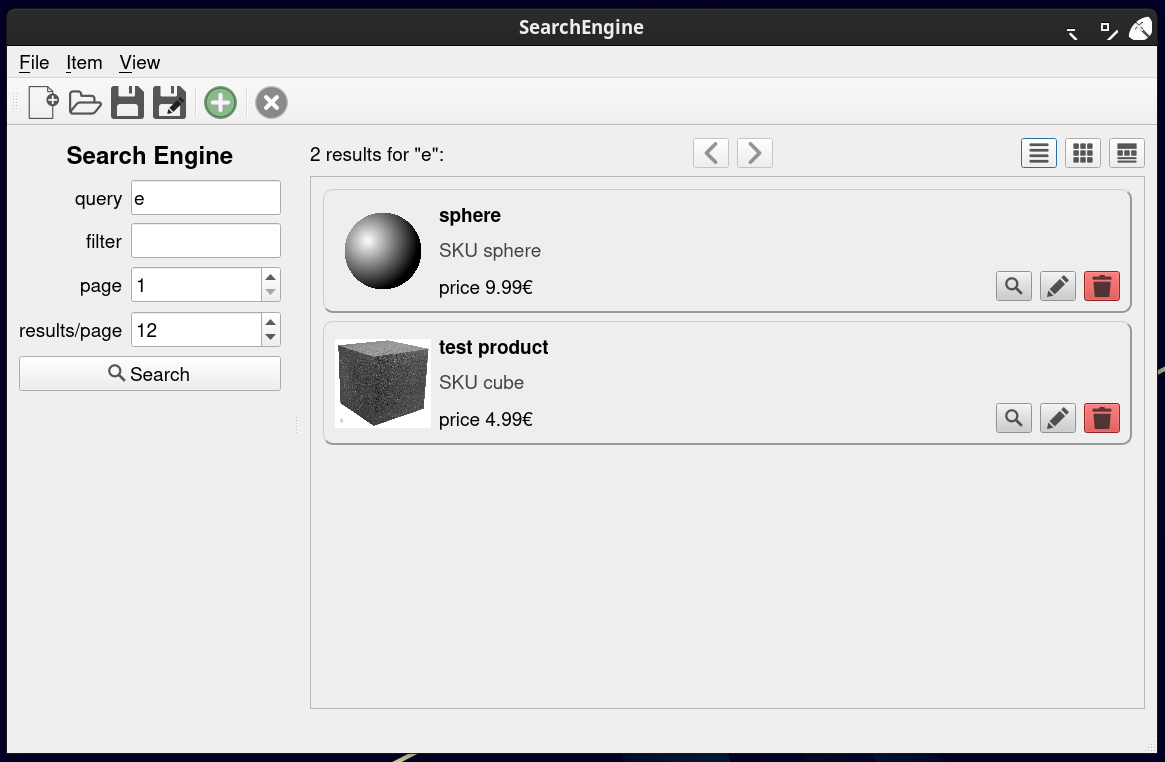 SearchEngine
File Item View
Search Engine
query e
filter
page 1
results/page 12
Search
2 results for "e":
sphere
SKU sphere
price 9.99€
test product
SKU cube
price 4.99€